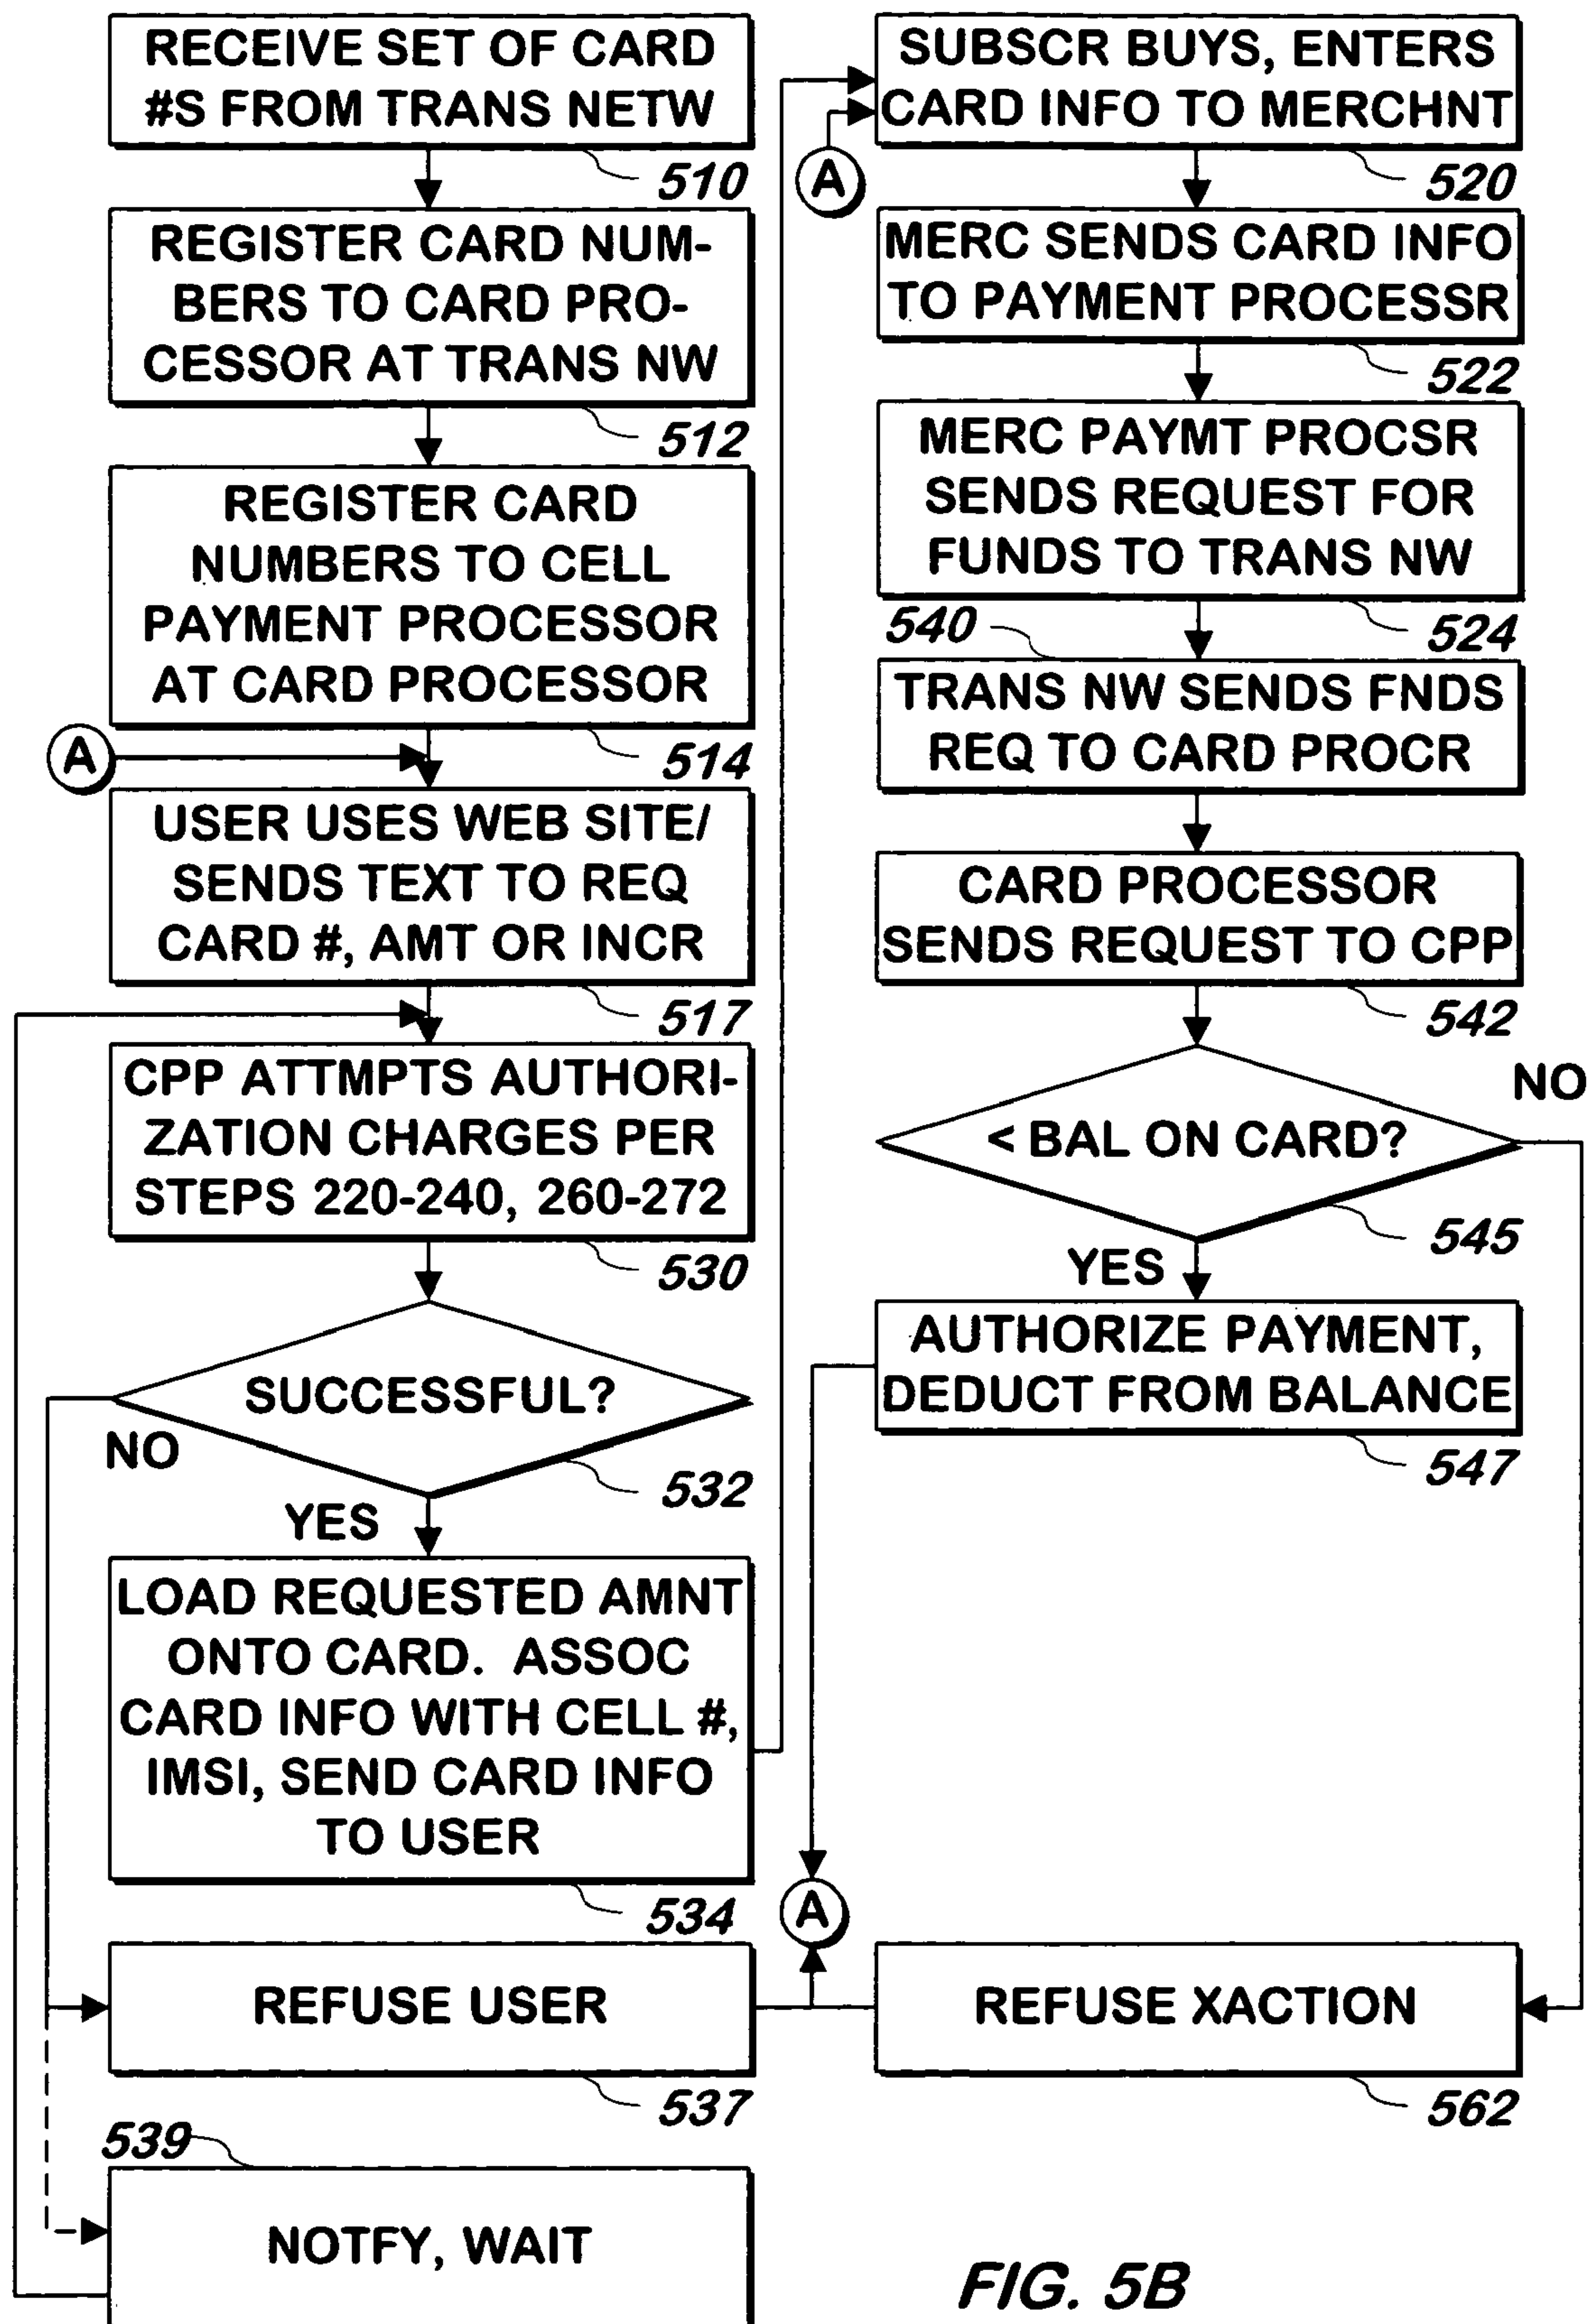 RECEIVE SET OF CARD
#S FROM TRANS NETW
510
REGISTER CARD NUM-
BERS TO CARD PRO-
CESSOR AT TRANS NW
512
REGISTER CARD
NUMBERS TO CELL
PAYMENT PROCESSOR
AT CARD PROCESSOR
514
A
USER USES WEB SITE/
SENDS TEXT TO REQ
CARD #, AMT OR INCR
517
CPP ATTMPTS AUTHORI-
ZATION CHARGES PER
STEPS 220-240, 260-272
530
SUCCESSFUL?
NO
532
YES
LOAD REQUESTED AMNT
ONTO CARD. ASSOC
CARD INFO WITH CELL #,
IMSI, SEND CARD INFO
TO USER
534
REFUSE USER
537
539
NOTFY, WAIT
SUBSCR BUYS, ENTERS
CARD INFO TO MERCHNT
A
520
MERC SENDS CARD INFO
TO PAYMENT PROCESSR
522
MERC PAYMT PROCSR
SENDS REQUEST FOR
FUNDS TO TRANS NW
524
540
TRANS NW SENDS FNDS
REQ TO CARD PROCR
CARD PROCESSOR
SENDS REQUEST TO CPP
542
NO
< BAL ON CARD?
545
YES
AUTHORIZE PAYMENT,
DEDUCT FROM BALANCE
547
A
REFUSE XACTION
562
FIG. 5B